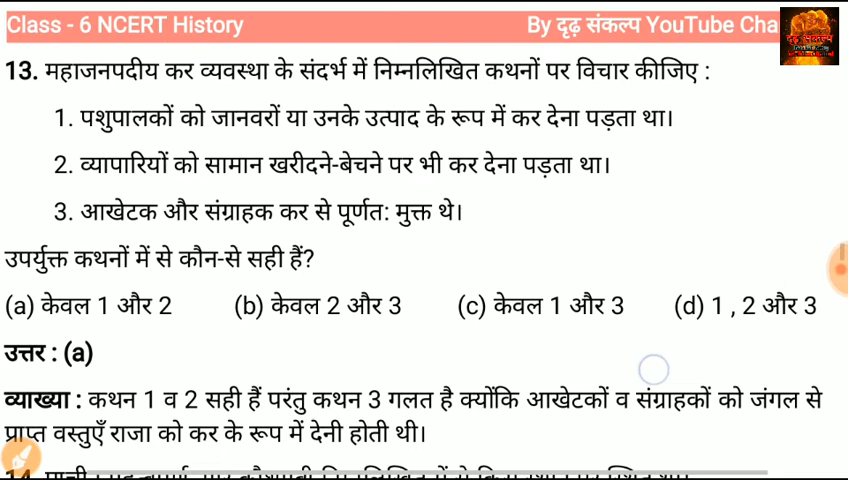 Class - 6 NCERT History
By दृढ़ संकल्प YouTube Cha
दृढ़ संकल्प
13. महाजनपदीय कर व्यवस्था के संदर्भ में निम्नलिखित कथनों पर विचार कीजिए :
1. पशुपालकों को जानवरों या उनके उत्पाद के रूप में कर देना पड़ता था।
2. व्यापारियों को सामान खरीदने-बेचने पर भी कर देना पड़ता था।
3. आखेटक और संग्राहक कर से पूर्णत: मुक्त थे।
उपर्युक्त कथनों में से कौन-से सही हैं?
(a) केवल 1 और 2 (b) केवल 2 और 3 (c) केवल 1 और 3 (d) 1 , 2 और 3
उत्तर : (a)
व्याख्या : कथन 1 व 2 सही हैं परंतु कथन 3 गलत है क्योंकि आखेटकों व संग्राहकों को जंगल से
प्राप्त वस्तुएँ राजा को कर के रूप में देनी होती थी।